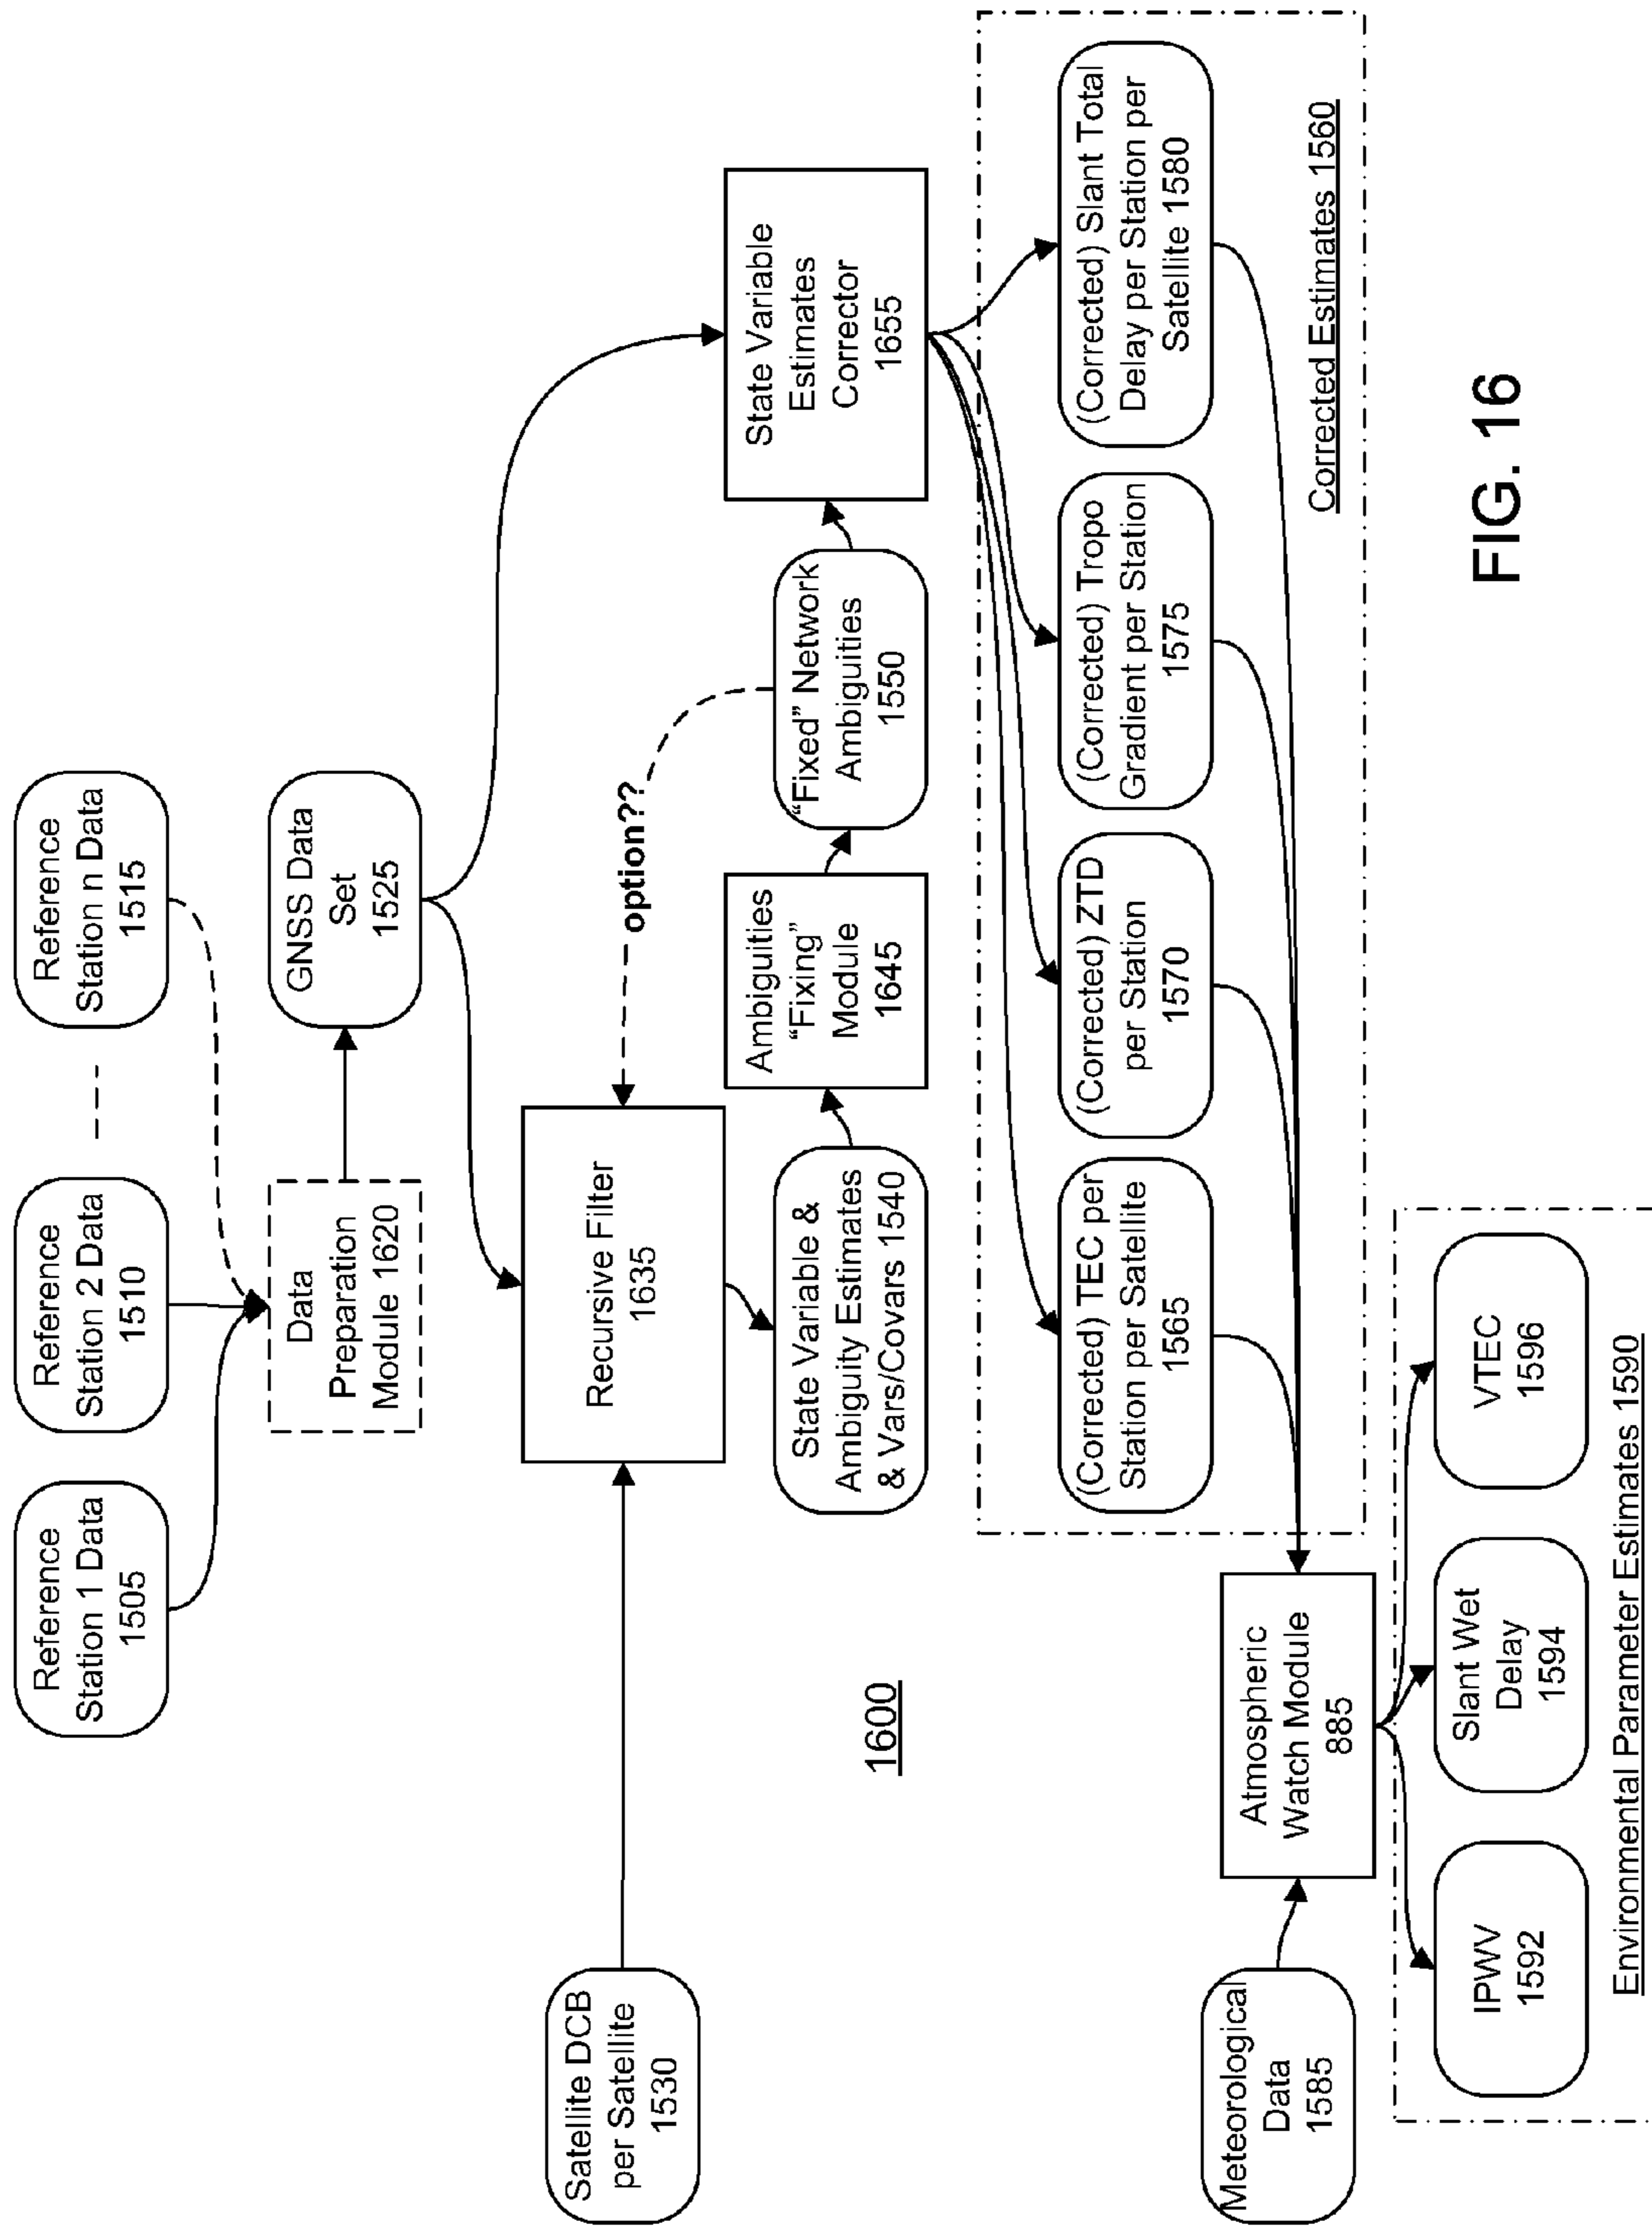 Reference
Station 1 Data
1505
Reference
Station 2 Data
1510
Reference
Station n Data
1515
Data
Preparation
Module 1620
GNSS Data
Set
1525
Satellite DCB
per Satellite
1530
Recursive Filter
1635
option??
State Variable &
Ambiguity Estimates
& Vars/Covars 1540
Ambiguities
“Fixing”
Module
1645
“Fixed” Network
Ambiguities
1550
State Variable
Estimates
Corrector
1655
1600
(Corrected) TEC per
Station per Satellite
1565
(Corrected) ZTD
per Station
1570
(Corrected) Tropo
Gradient per Station
1575
(Corrected) Slant Total
Delay per Station per
Satellite 1580
Corrected Estimates 1560
Meteorological
Data
1585
Atmospheric
Watch Module
885
IPWV
1592
Slant Wet
Delay
1594
VTEC
1596
Environmental Parameter Estimates 1590
FIG. 16